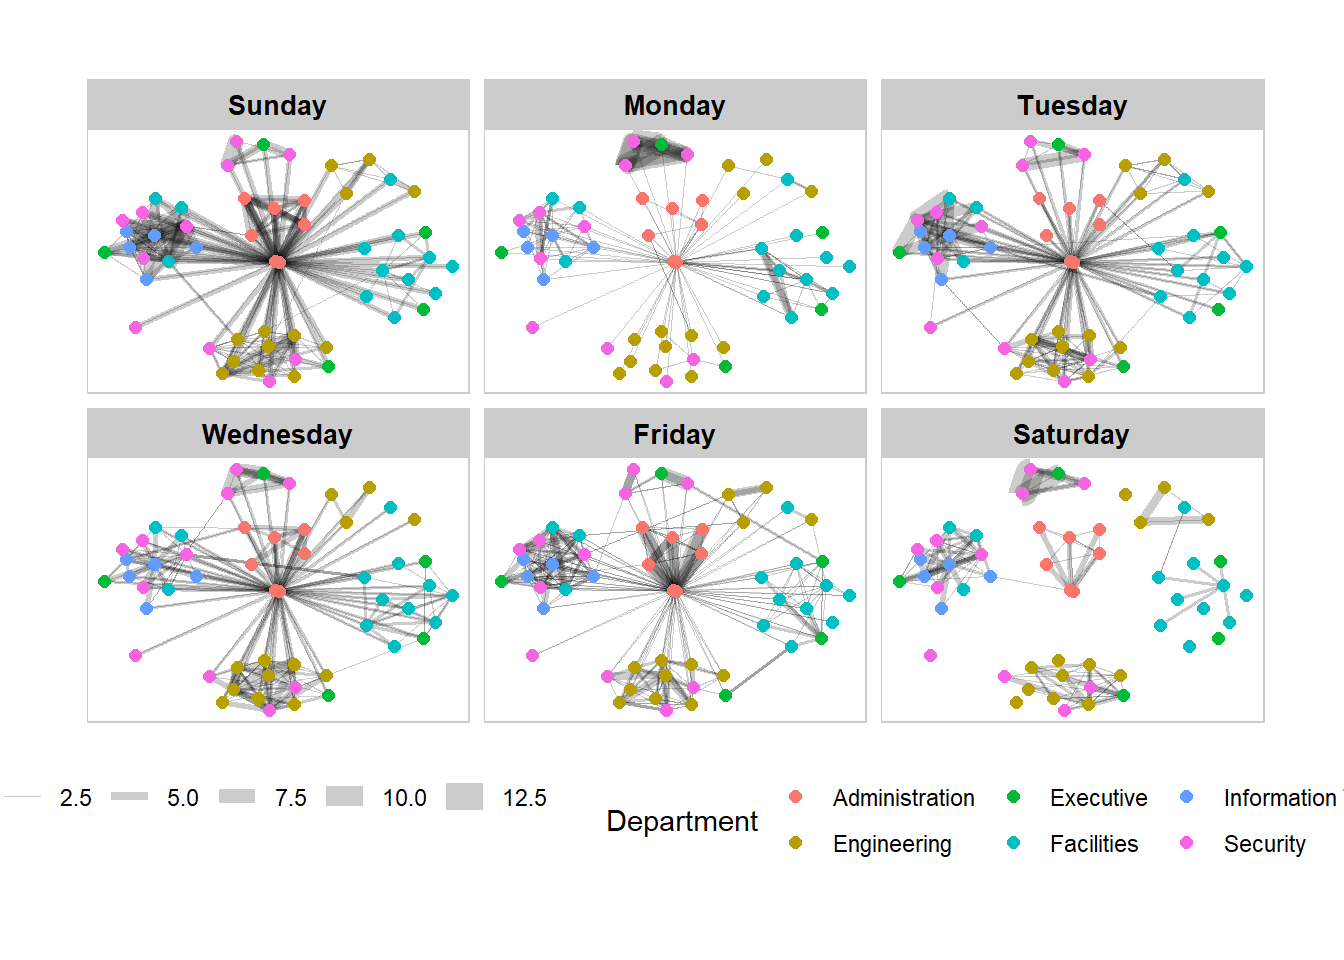 Sunday
Monday
Tuesday
Wednesday
Friday
Saturday
2.5 5.0 7.5 10.0 12.5
Department
Administration Executive Information
Engineering Facilities Security